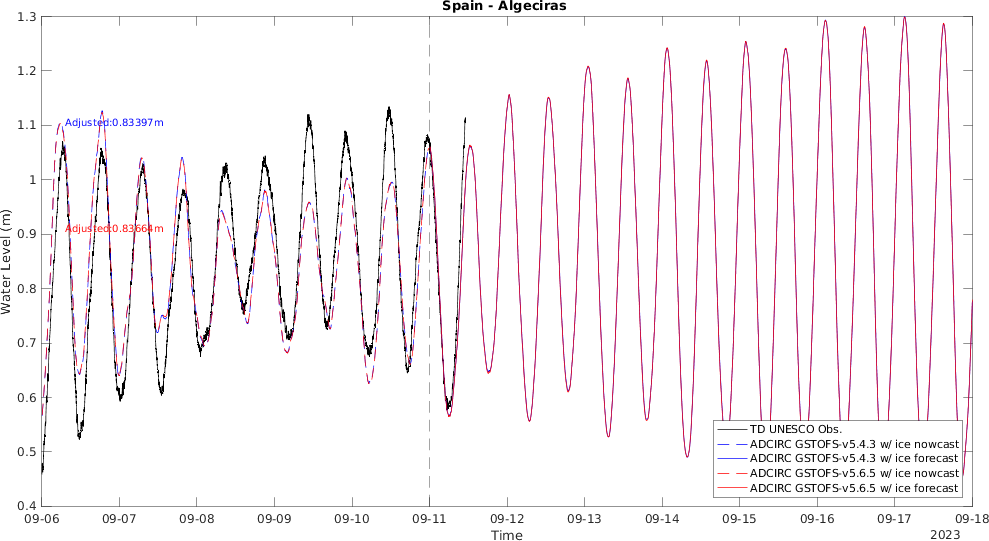 Spain - Algeciras
1.3
1.2
1.1
1
0.9
0.8
0.7
0.6
0.5
0.4
Water Level (m)
Adjusted:0.83397m
Adjusted:0.83664m
TD UNESCO Obs.
ADCIRC GSTOFS-v5.4.3 w/ ice nowcast
ADCIRC GSTOFS-v5.4.3 w/ ice forecast
ADCIRC GSTOFS-v5.6.5 w/ ice nowcast
ADCIRC GSTOFS-v5.6.5 w/ ice forecast
09-06 09-07 09-08 09-09 09-10 09-11 09-12 09-13 09-14 09-15 09-16 09-17 09-18
Time
2023